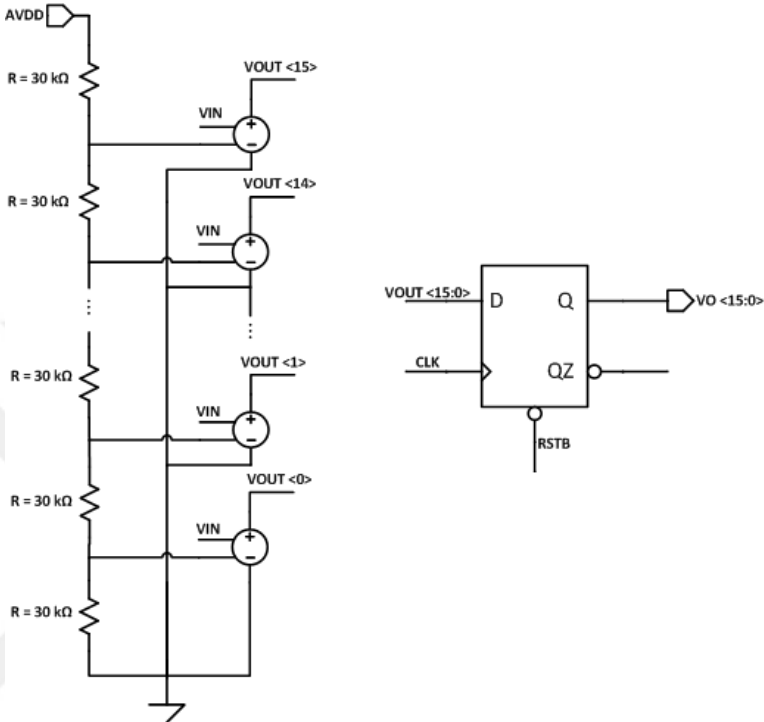 AVDD
R = 30 kΩ
VOUT <15>
VIN
R = 30 kΩ
VOUT <14>
VIN
...
...
R = 30 kΩ
VOUT <1>
VIN
R = 30 kΩ
VOUT <0>
VIN
R = 30 kΩ
VOUT <15:0>
D
Q
VO <15:0>
CLK
QZ
RSTB